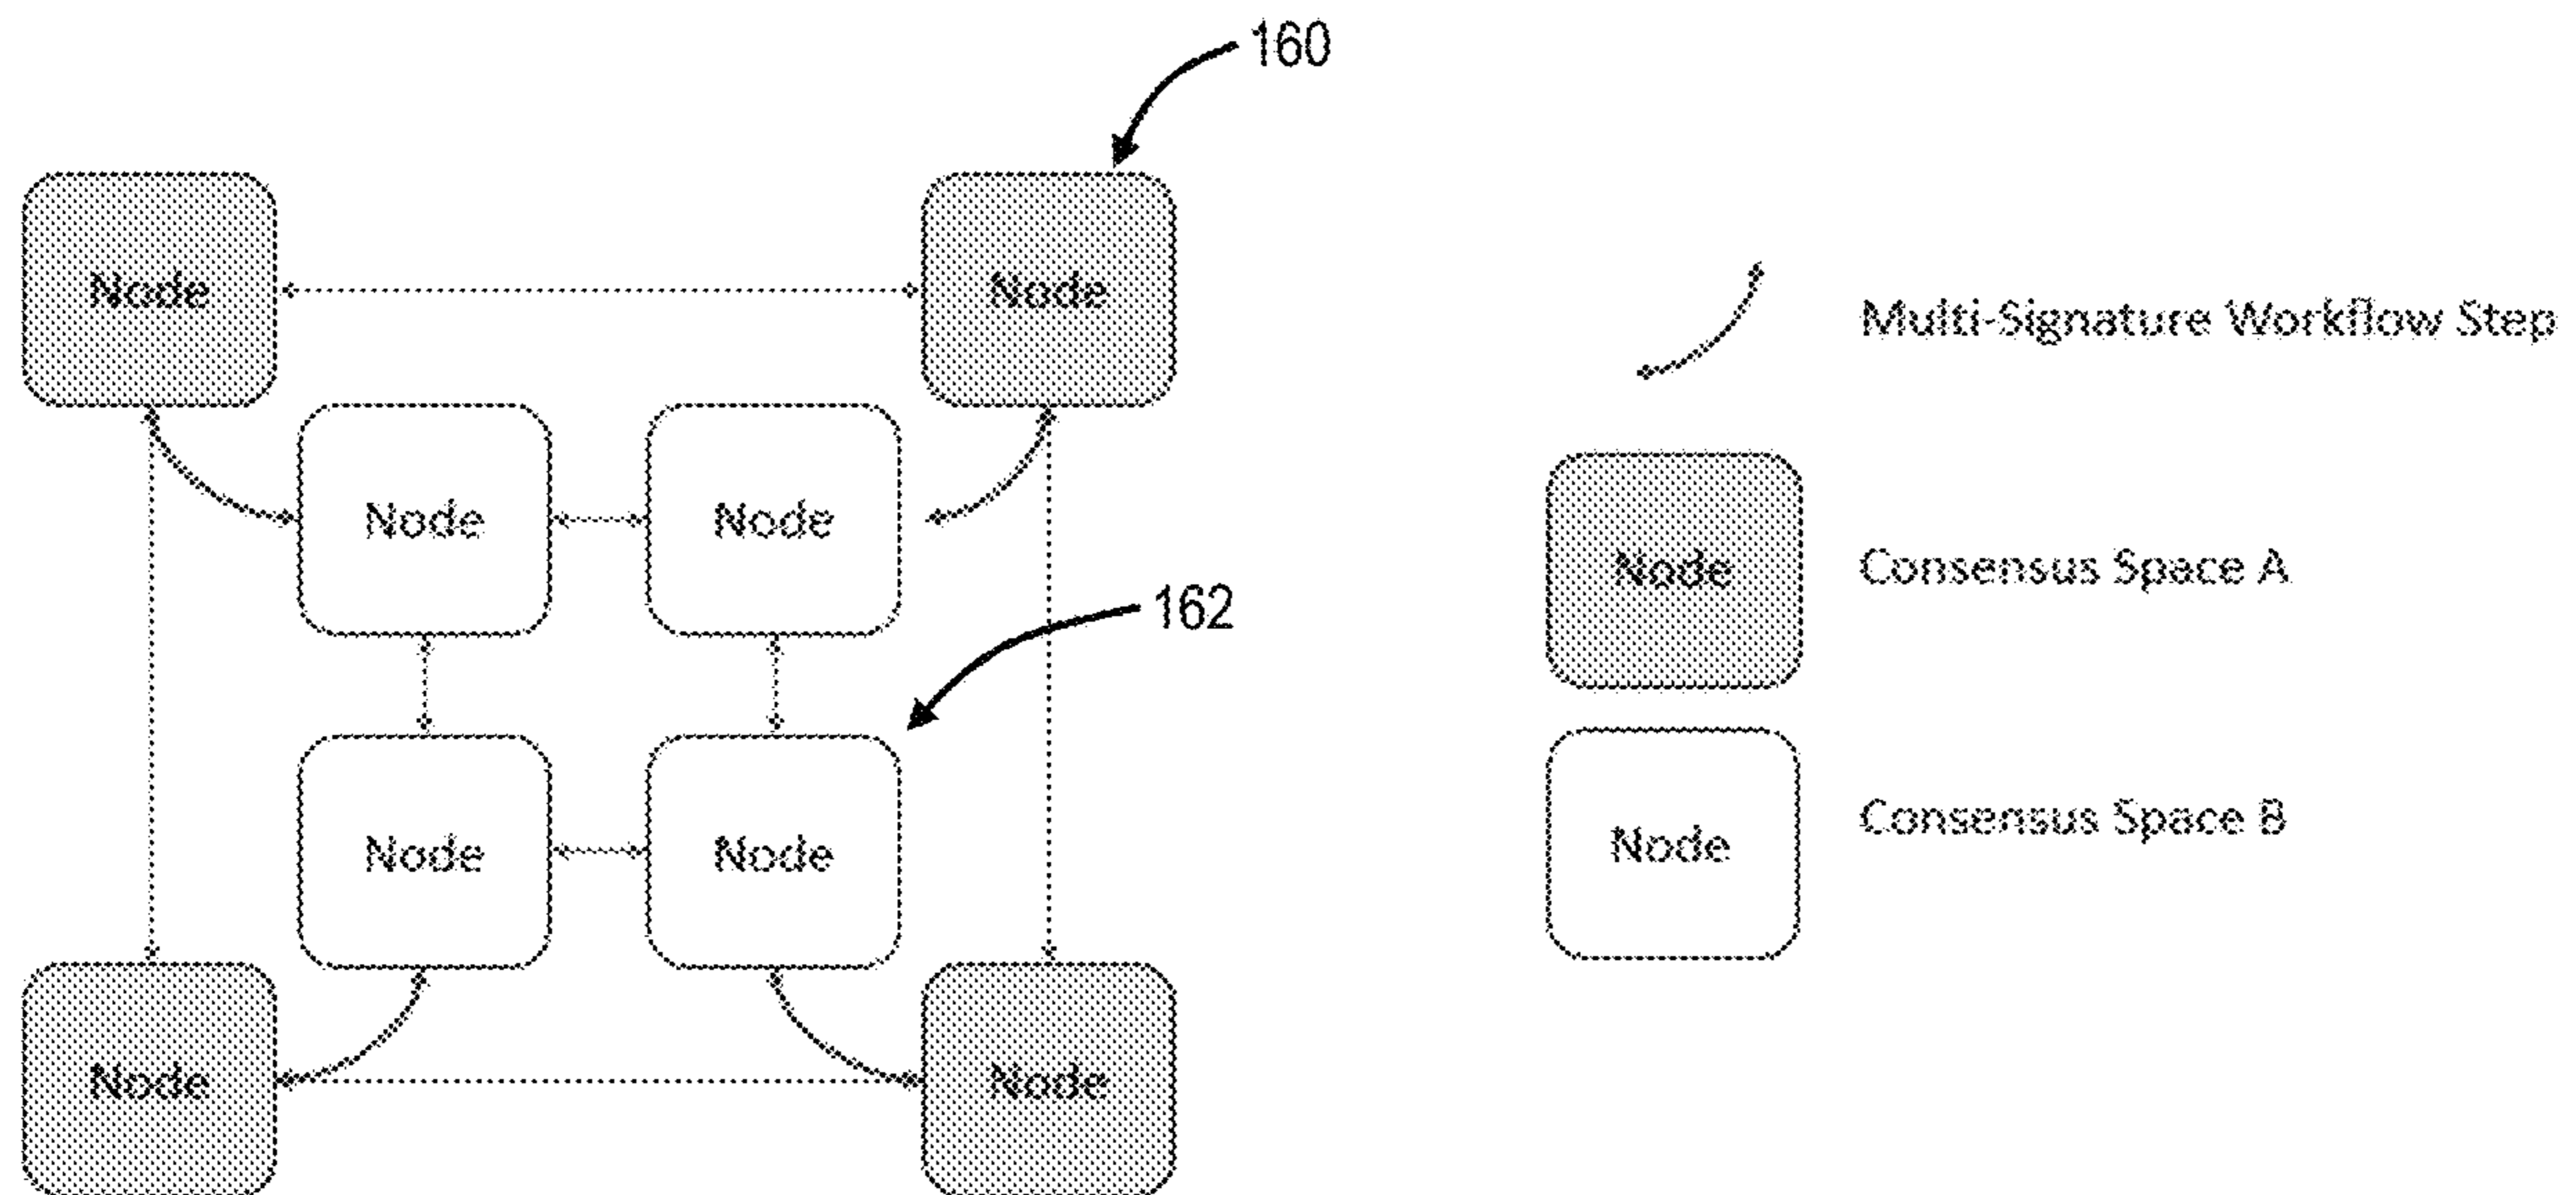 160
Node
Node
Multi-Signature Workflow Step
Node
Node
Node
Consensus Space A
162
Node
Node
Node
Consensus Space B
Node
Node